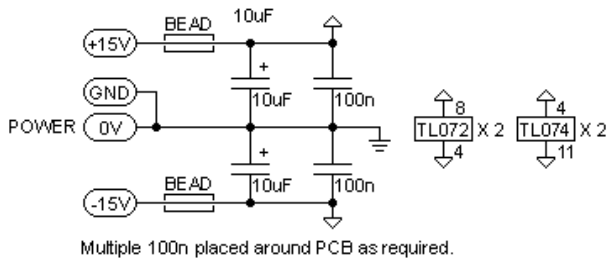 10uF
BEAD
+15V
+
10uF
100n
GND
POWER
0V
8
TL072
X 2
4
4
TL074
X 2
11
+
10uF
100n
BEAD
-15V
Multiple 100n placed around PCB as required.